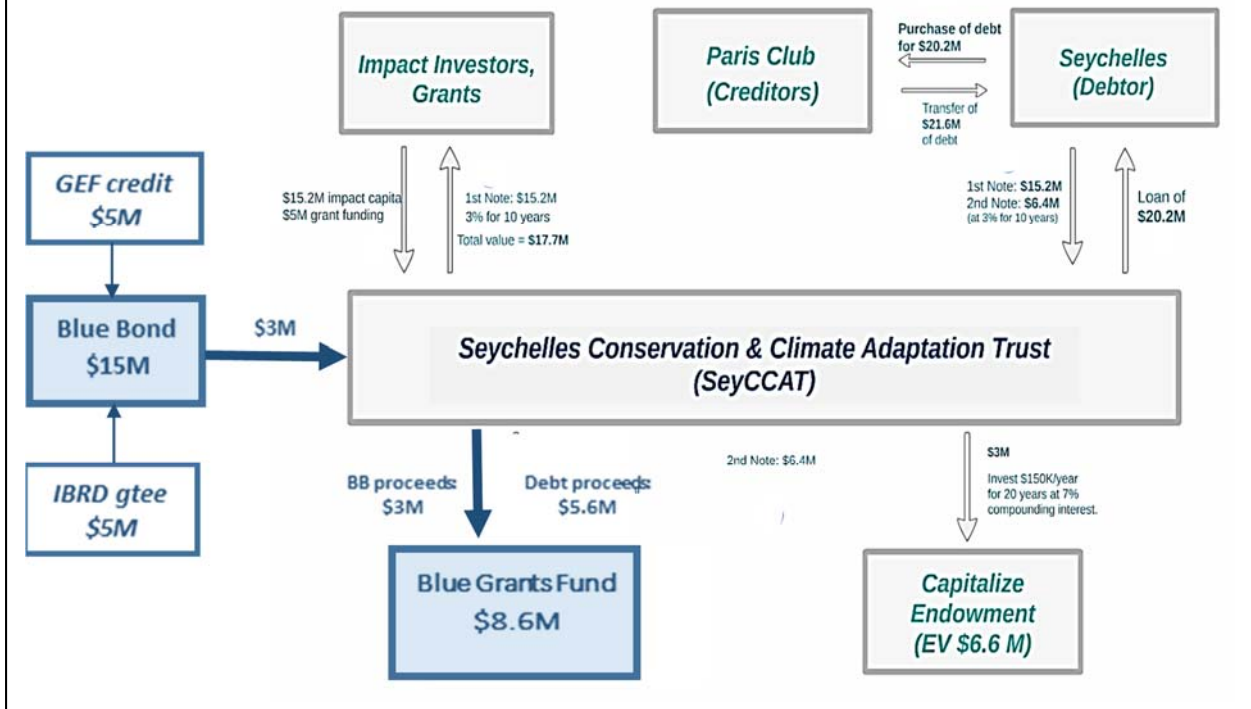 Impact Investors,
Grants
Paris Club
(Creditors)
Purchase of debt
for $20.2M
Transfer of
$21.6M
of debt
Seychelles
(Debtor)
GEF credit
$5M
$15.2M impact capita
$5M grant funding
1st Note: $15.2M
3% for 10 years
Total value = $17.7M
1st Note: $15.2M
2nd Note: $6.4M
(at 3% for 10 years)
Loan of
$20.2M
Blue Bond
$15M
$3M
Seychelles Conservation & Climate Adaptation Trust
(SeyCCAT)
IBRD gtee
$5M
BB proceeds:
$3M
Debt proceeds:
$5.6M
2nd Note: $6.4M
$3M
Invest $150K/year
for 20 years at 7%
compounding interest.
Blue Grants Fund
$8.6M
Capitalize
Endowment
(EV $6.6 M)